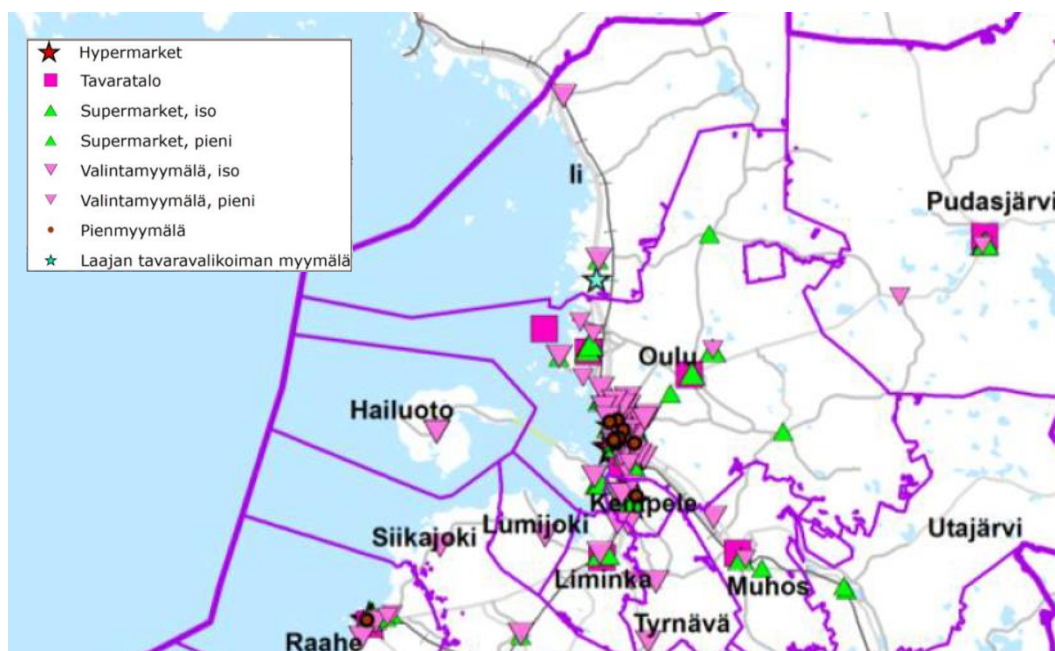 Hypermarket
Tavaratalo
Supermarket, iso
Supermarket, pieni
Valintamyymälä, iso
Valintamyymälä, pieni
Pienmyymälä
Laajan tavaravalikoiman myymälä
Ii
Pudasjärvi
Oulu
Hailuoto
Kempele
Siikajoki
Lumijoki
Utajärvi
Liminka
Muhos
Tyrnävä
Raahe